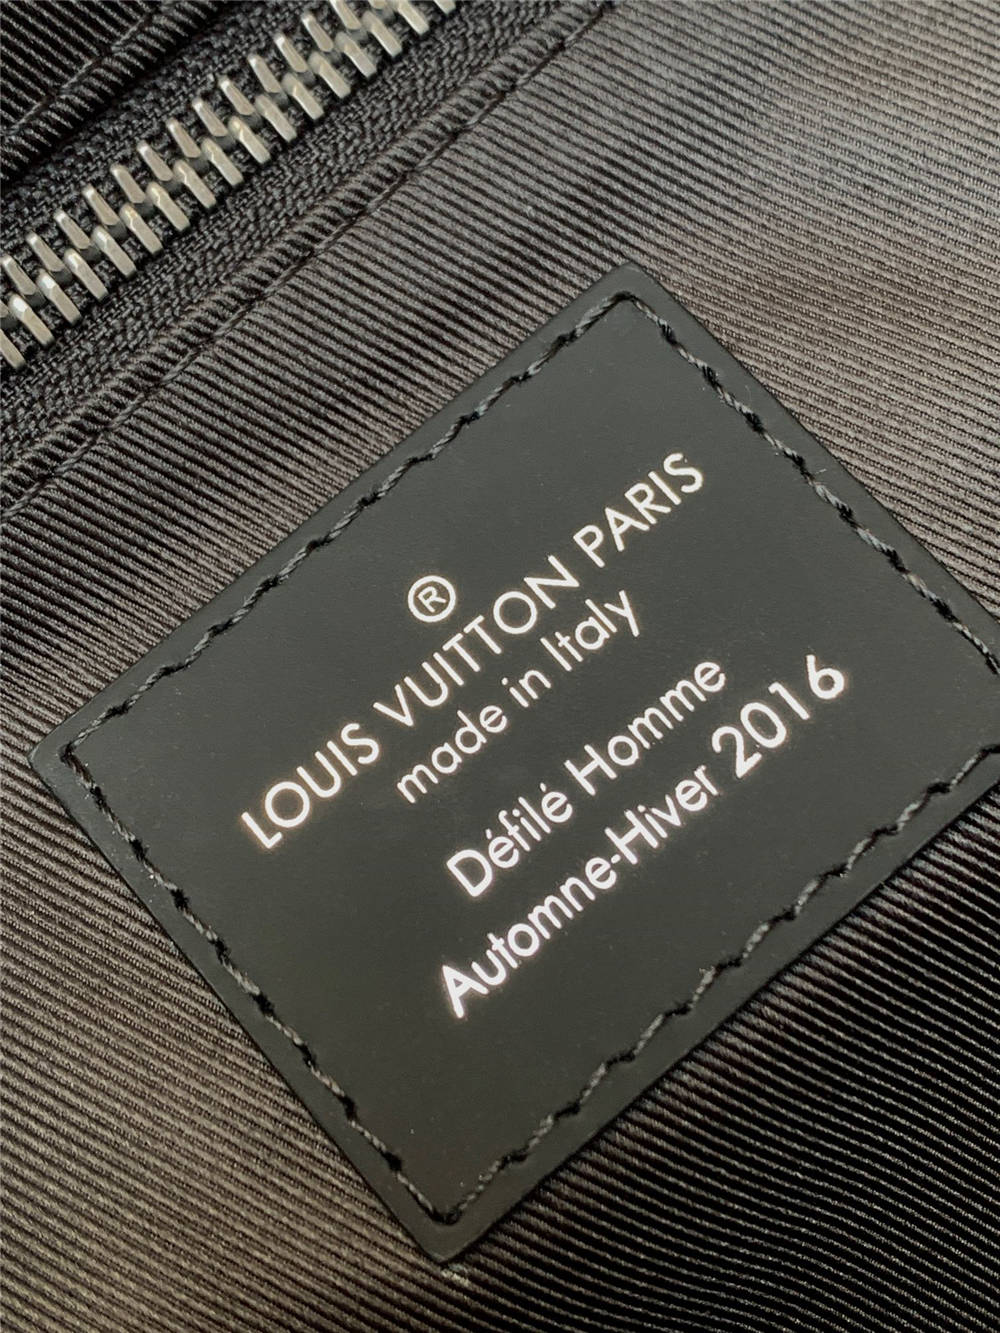 ®
LOUIS VUITTON PARIS
made in Italy
Défilé Homme
Automne-Hiver 2016